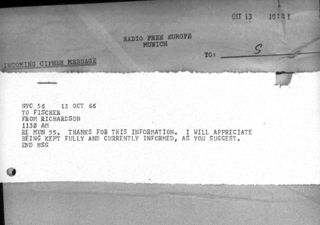 OCT 13 10:41
RADIO FREE EUROPE
MUNICH
TO: S
INCOMING CIPHER MESSAGE
NYC 56 13 OCT 66
TO FISCHER
FROM RICHARDSON
1130 AM
RE MUN 55. THANKS FOR THIS INFORMATION. I WILL APPRECIATE
BEING KEPT FULLY AND CURRENTLY INFORMED, AS YOU SUGGEST.
END MSG